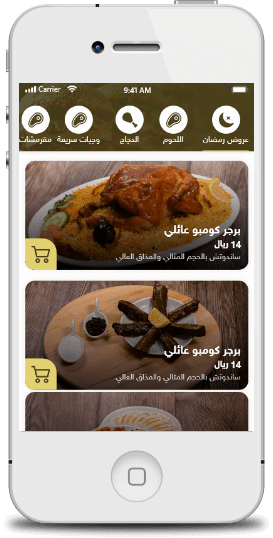 Carrier
9:41 AM
عروض رمضان
اللحوم
الدجاج
وجبات سريعة
مقرمشات
برجر كومبو عائلي
14 ريال
ساندوتش بالحجم المثالي والمذاق العالي
برجر كومبو عائلي
14 ريال
ساندوتش بالحجم المثالي والمذاق العالي